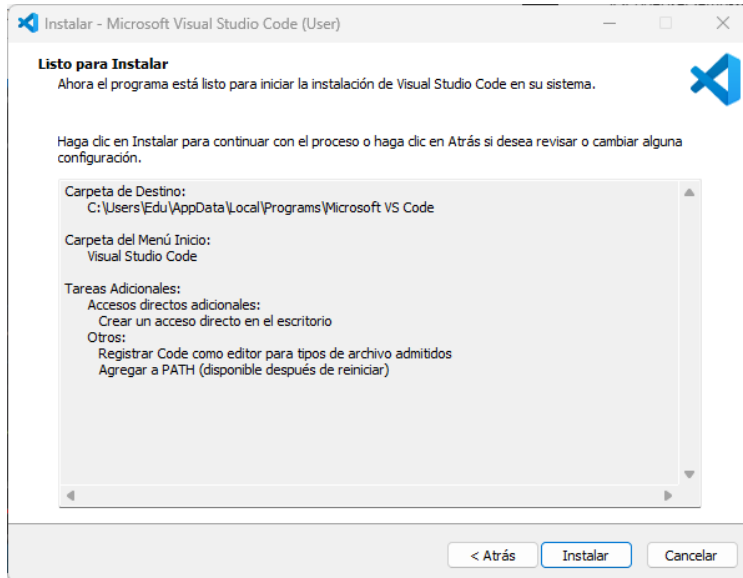 Instalar - Microsoft Visual Studio Code (User)
Listo para Instalar
Ahora el programa está listo para iniciar la instalación de Visual Studio Code en su sistema.
Haga clic en Instalar para continuar con el proceso o haga clic en Atrás si desea revisar o cambiar alguna
configuración.
Carpeta de Destino:
C:\Users\Edu\AppData\Local\Programs\Microsoft VS Code
Carpeta del Menú Inicio:
Visual Studio Code
Tareas Adicionales:
Accesos directos adicionales:
Crear un acceso directo en el escritorio
Otros:
Registrar Code como editor para tipos de archivo admitidos
Agregar a PATH (disponible después de reiniciar)
< Atrás Instalar Cancelar